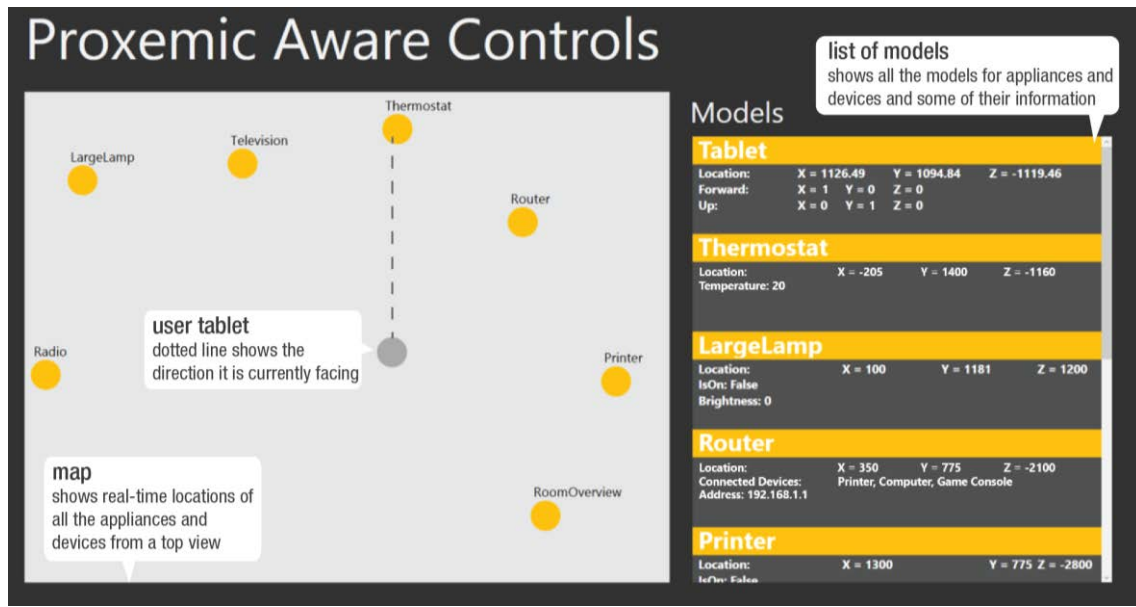 Proxemic Aware Controls
list of models
shows all the models for appliances and
devices and some of their information
Thermostat
Television
LargeLamp
Router
user tablet
dotted line shows the
direction it is currently facing
Radio
Printer
map
shows real-time locations of
all the appliances and
devices from a top view
RoomOverview
Models
Tablet
Location: X = 1126.49 Y = 1094.84 Z = -1119.46
Forward: X = 1 Y = 0 Z = 0
Up: X = 0 Y = 1 Z = 0
Thermostat
Location: X = -205 Y = 1400 Z = -1160
Temperature: 20
LargeLamp
Location: X = 100 Y = 1181 Z = 1200
IsOn: False
Brightness: 0
Router
Location: X = 350 Y = 775 Z = -2100
Connected Devices: Printer, Computer, Game Console
Address: 192.168.1.1
Printer
Location: X = 1300 Y = 775 Z = -2800
IsOn: False